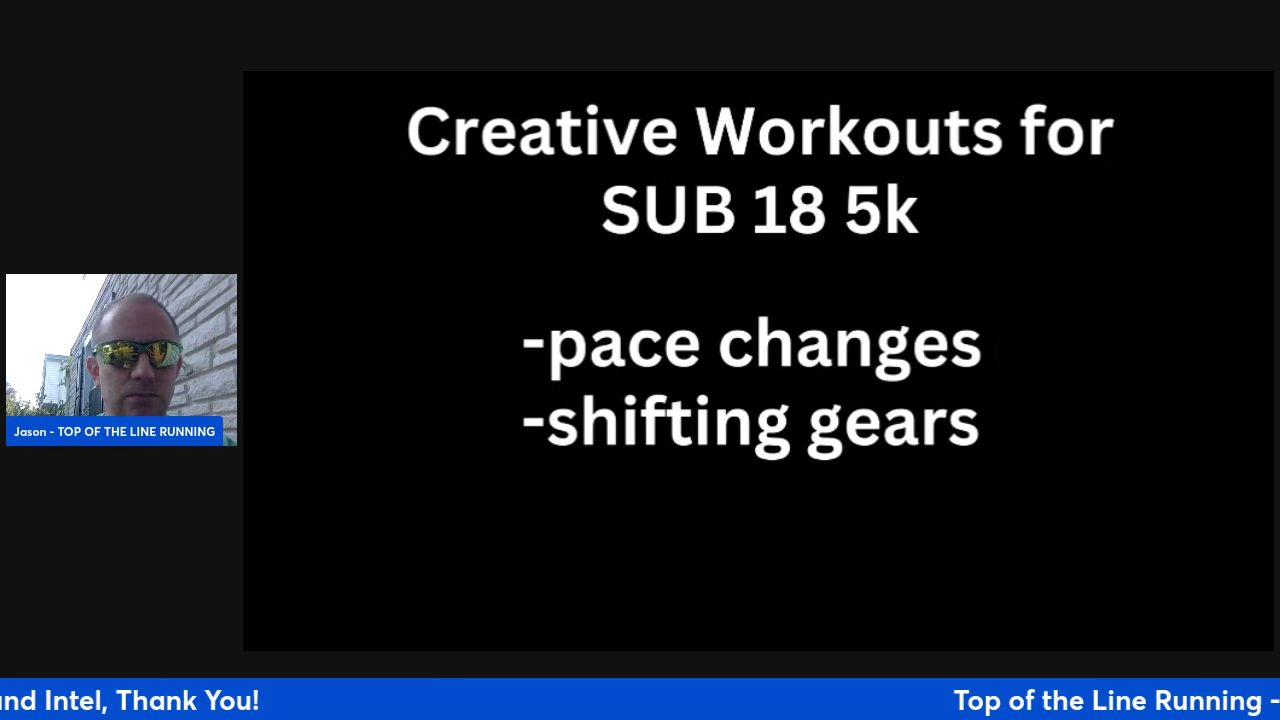 Creative Workouts for
SUB 18 5k
-pace changes
-shifting gears
Jason - TOP OF THE LINE RUNNING
and Intel, Thank You!
Top of the Line Running -